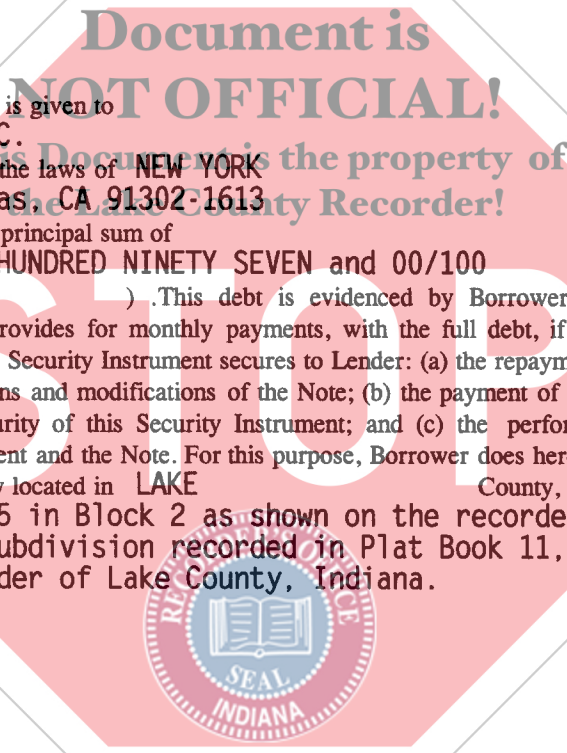 Document is
NOT OFFICIAL!
is given to
C.
This Document is the property of
the laws of NEW YORK
the Lake County Recorder!
as, CA 91302-1613
principal sum of
HUNDRED NINETY SEVEN and 00/100
) .This debt is evidenced by Borrower
rovides for monthly payments, with the full debt, if
Security Instrument secures to Lender: (a) the repaym
ns and modifications of the Note; (b) the payment of
urity of this Security Instrument; and (c) the perfor
ent and the Note. For this purpose, Borrower does her
y located in LAKE County,
STOP
5 in Block 2 as shown on the recorde
ubdivision recorded in Plat Book 11,
der of Lake County, Indiana.
RECORDER'S OFFICE
SEAL
INDIANA